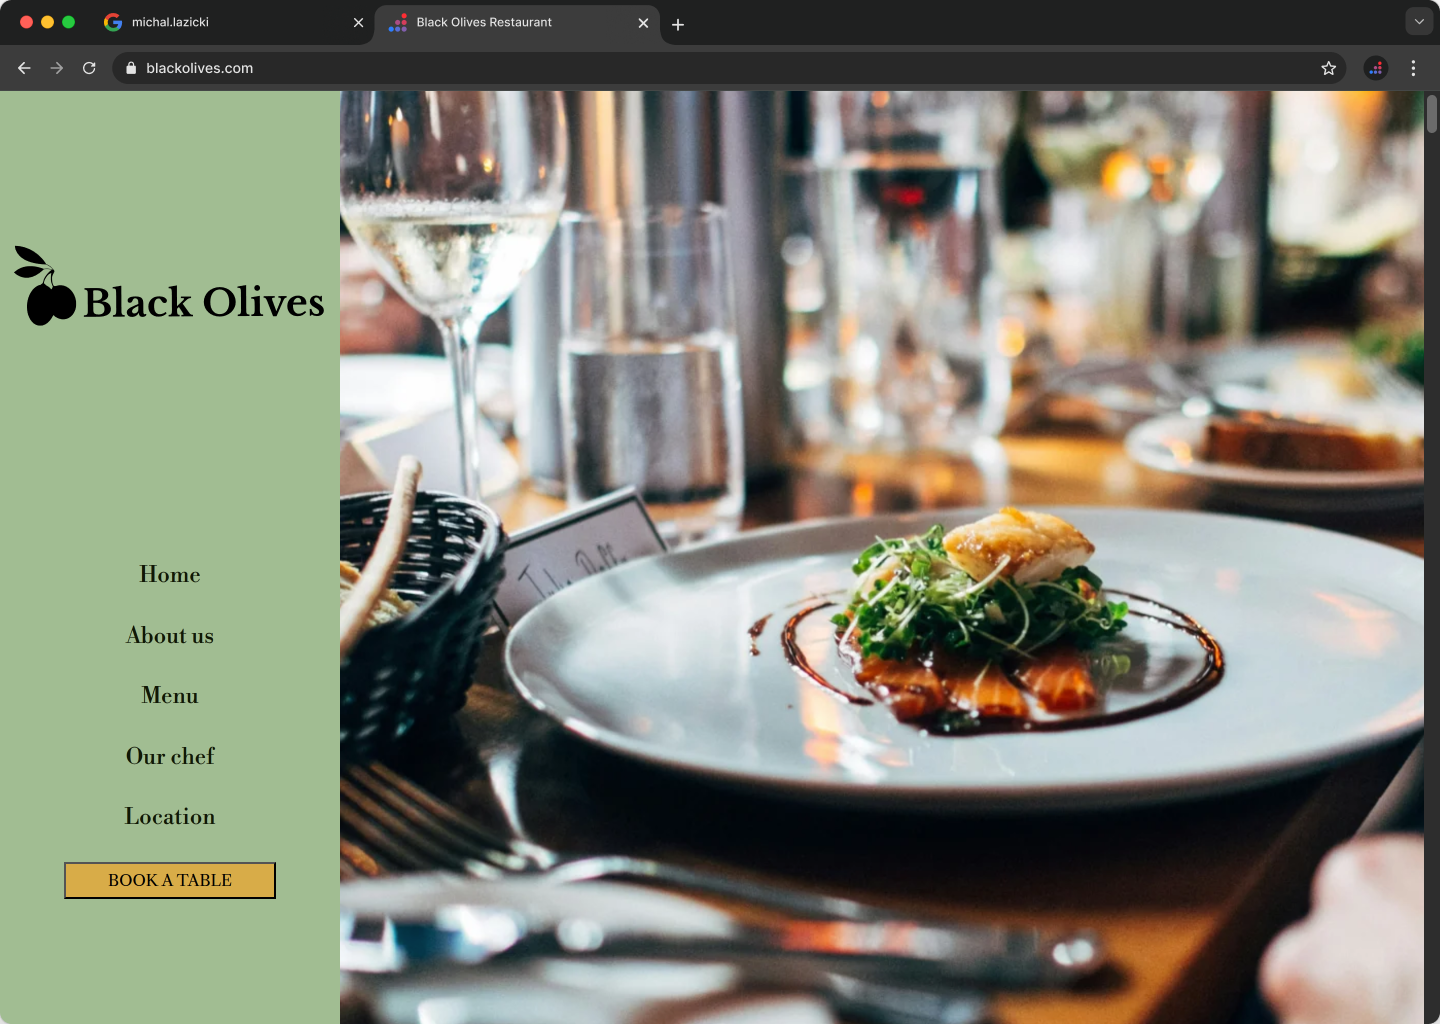 michal.lazicki
Black Olives Restaurant
blackolives.com
Black Olives
Home
About us
Menu
Our chef
Location
BOOK A TABLE